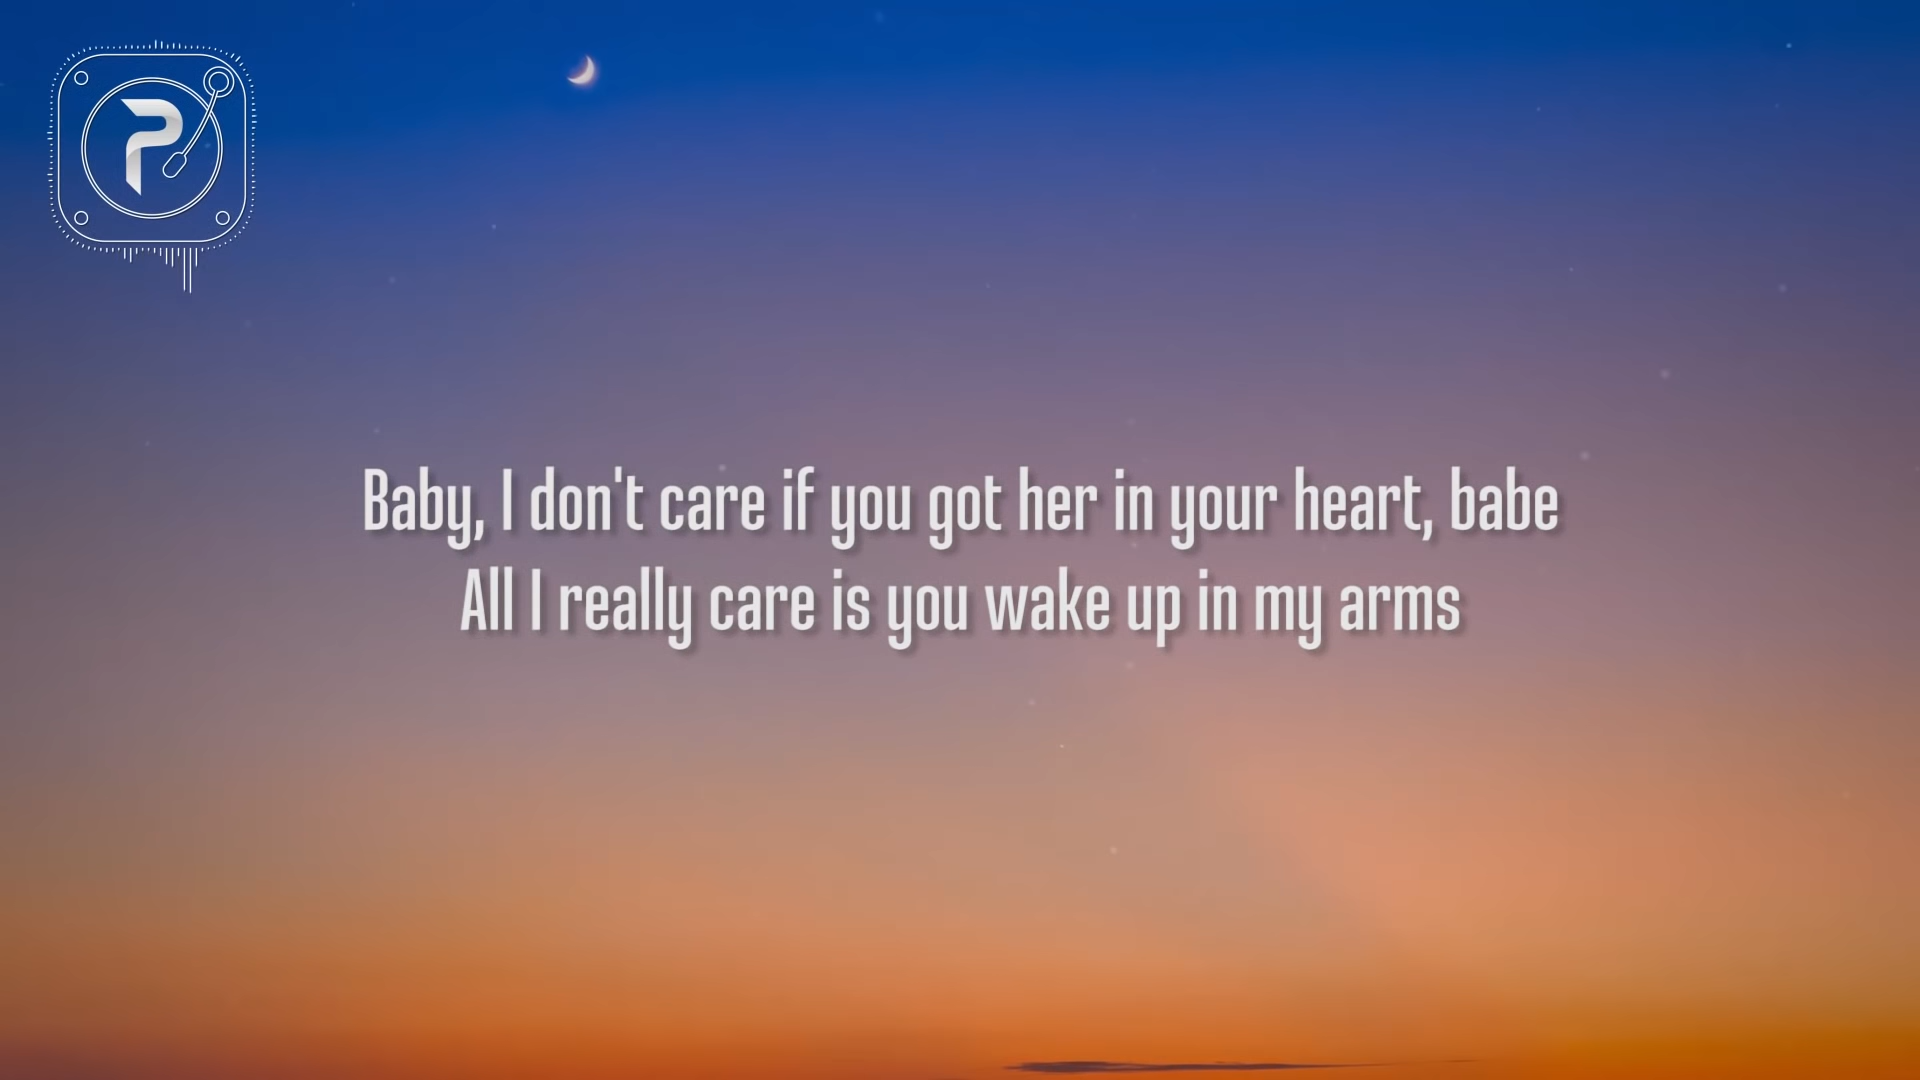 P
Baby, I don't care if you got her in your heart, babe
All I really care is you wake up in my arms